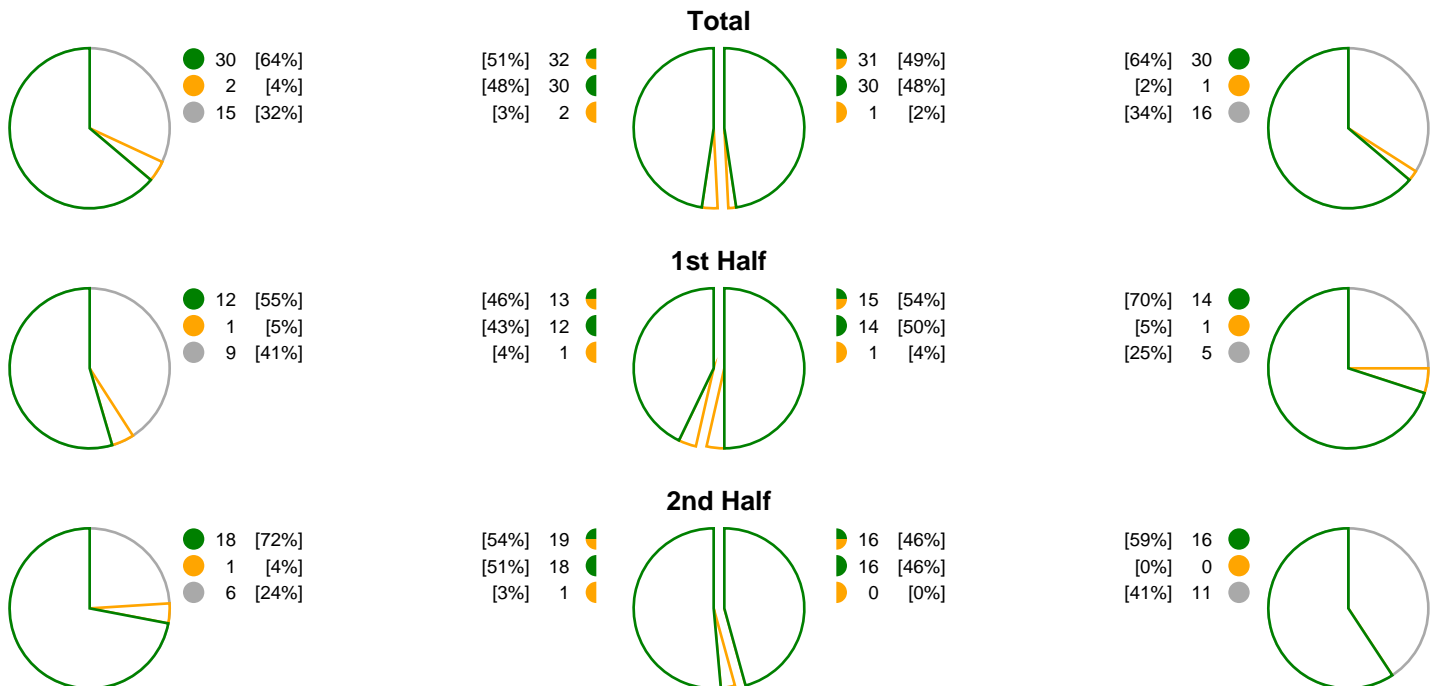 Total
30 [64%] [51%] 32 31 [49%] [64%] 30
2 [4%] [48%] 30 30 [48%] [2%] 1
15 [32%] [3%] 2 1 [2%] [34%] 16
1st Half
12 [55%] [46%] 13 15 [54%] [70%] 14
1 [5%] [43%] 12 14 [50%] [5%] 1
9 [41%] [4%] 1 1 [4%] [25%] 5
2nd Half
18 [72%] [54%] 19 16 [46%] [59%] 16
1 [4%] [51%] 18 16 [46%] [0%] 0
6 [24%] [3%] 1 0 [0%] [41%] 11